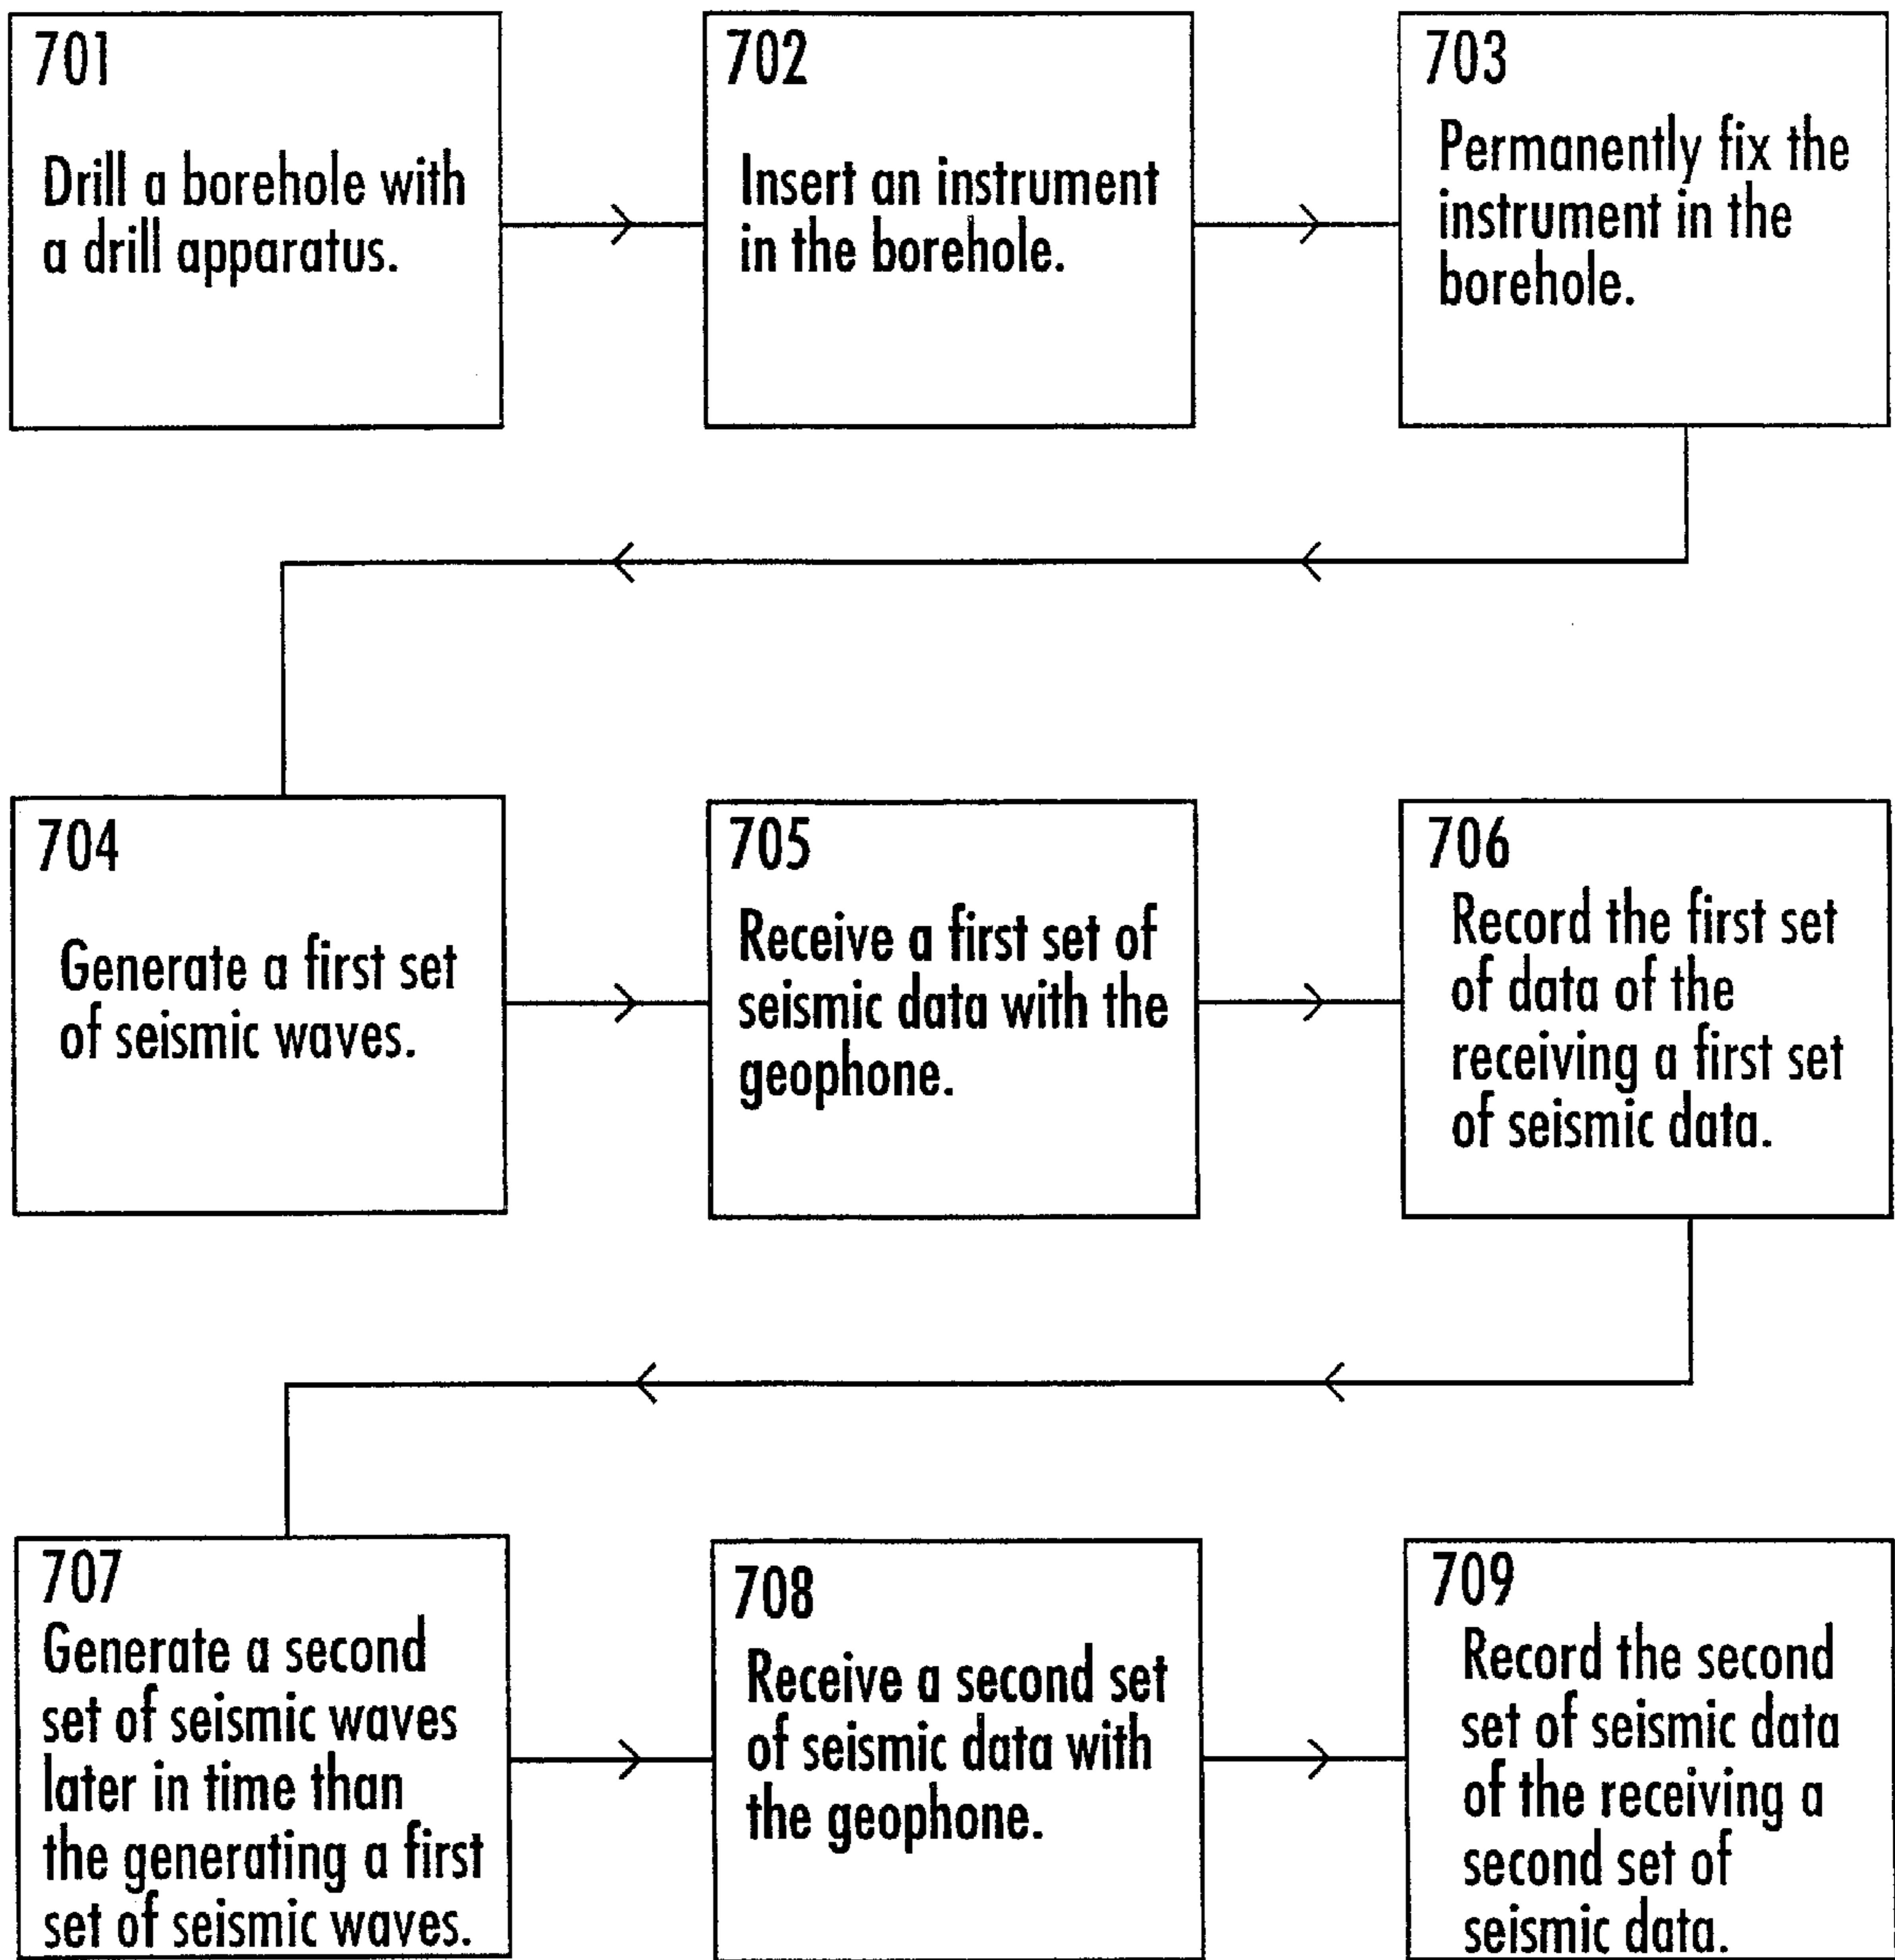 701
Drill a borehole with
a drill apparatus.
702
Insert an instrument
in the borehole.
703
Permanently fix the
instrument in the
borehole.
704
Generate a first set
of seismic waves.
705
Receive a first set of
seismic data with the
geophone.
706
Record the first set
of data of the
receiving a first set
of seismic data.
707
Generate a second
set of seismic waves
later in time than
the generating a first
set of seismic waves.
708
Receive a second set
of seismic data with
the geophone.
709
Record the second
set of seismic data
of the receiving a
second set of
seismic data.